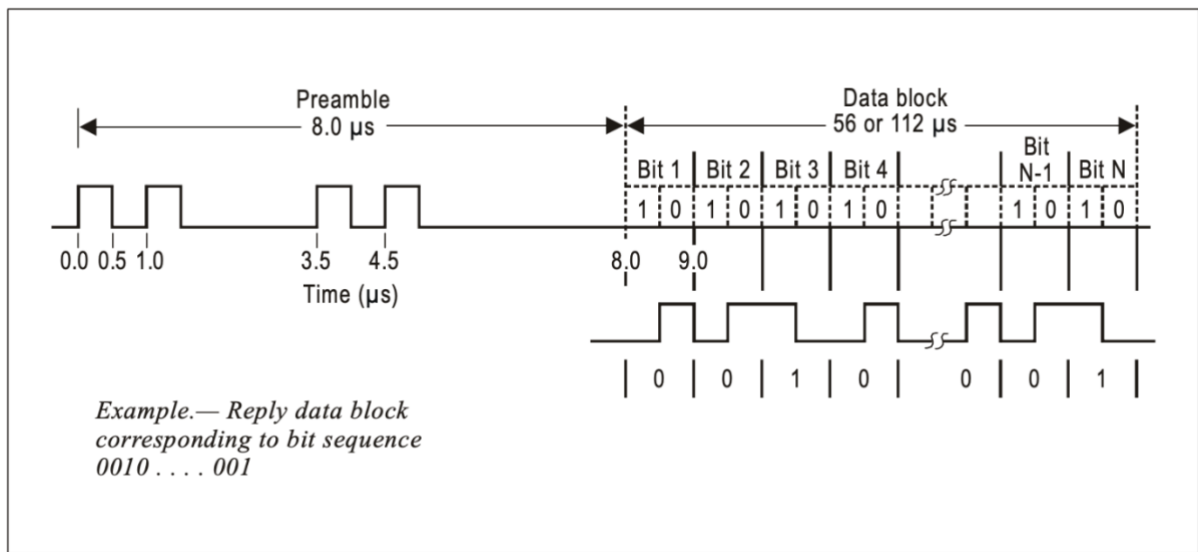 Preamble
8.0 µs
Data block
56 or 112 µs
Bit 1 Bit 2 Bit 3 Bit 4 Bit N-1 Bit N
1 0 1 0 1 0 1 0 1 0 1 0
0.0 0.5 1.0 3.5 4.5 8.0 9.0
Time (µs)
0 0 1 0 0 0 1
Example.— Reply data block
corresponding to bit sequence
0010 . . . . 001